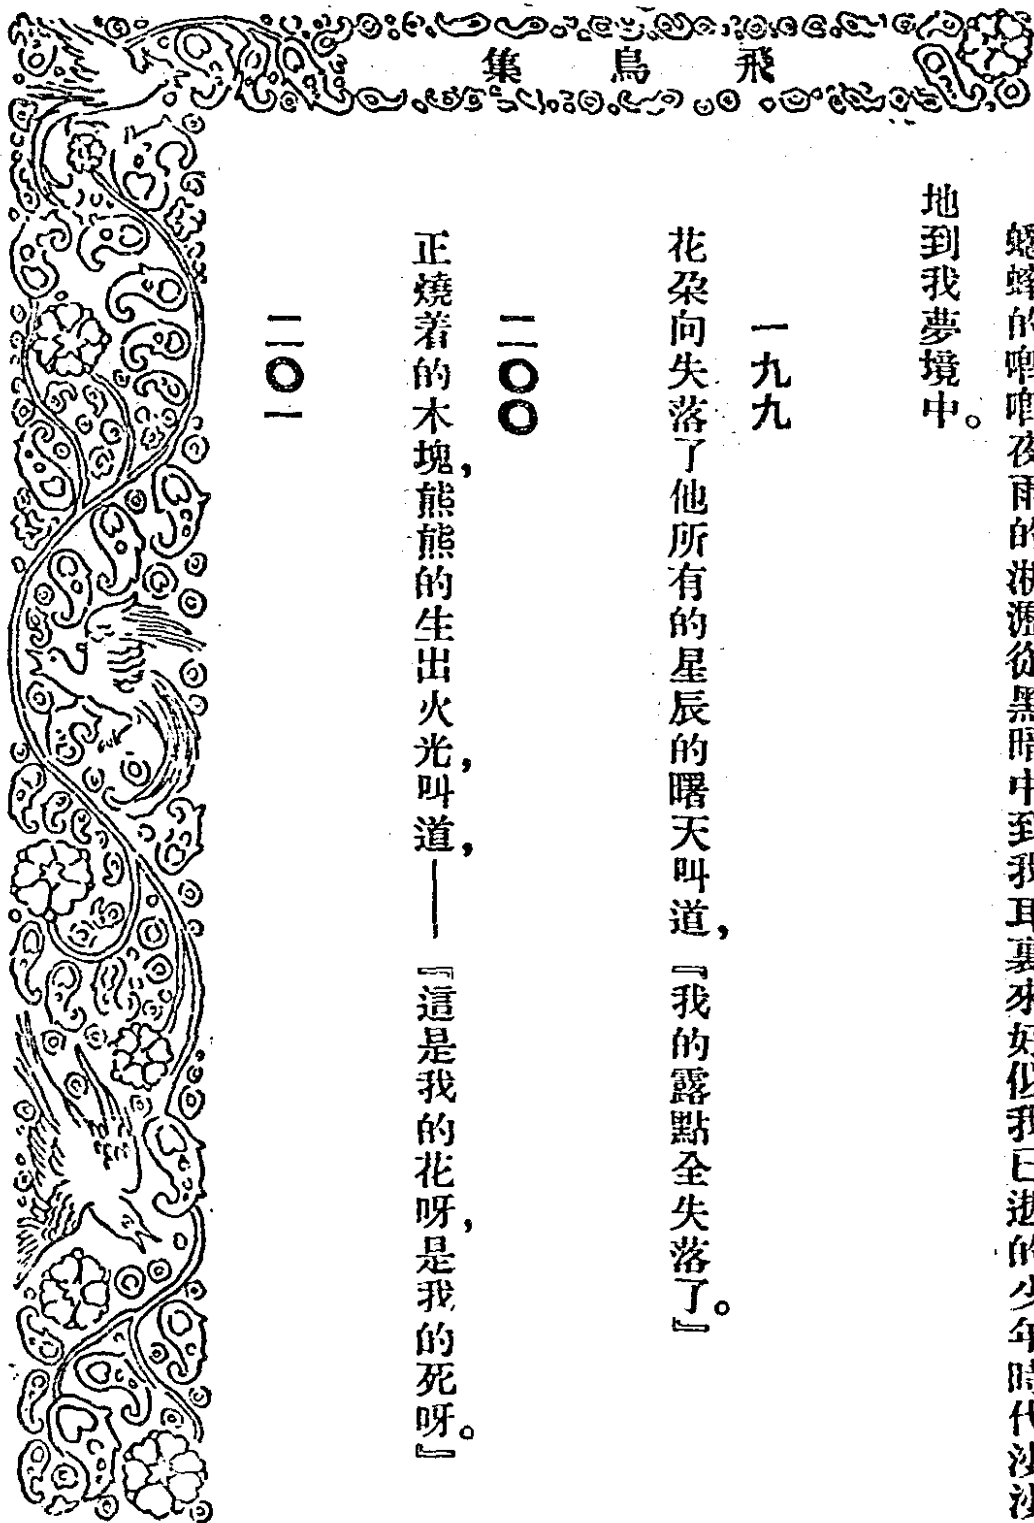 飛鳥集
蟋蟀的唧唧夜雨的淅瀝從黑暗中到我耳裏來好似我已逝的少年時代沙沙
地到我夢境中。
一九九
花朶向失落了他所有的星辰的曙天叫道，『我的露點全失落了。』
二〇〇
正燒着的木塊，熊熊的生出火光，叫道，——『這是我的花呀，是我的死呀。』
二〇一